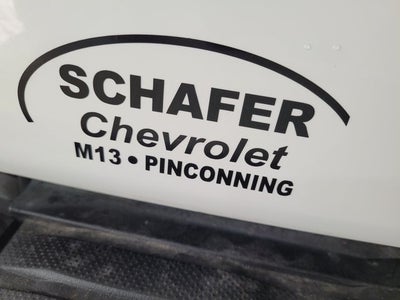 SCHAFER
Chevrolet
M13 • PINCONNING